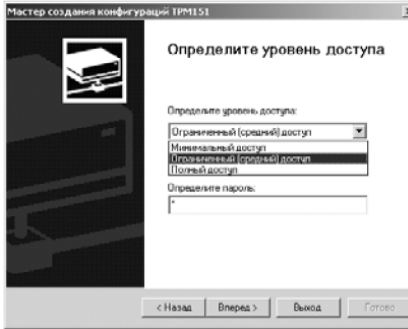 Мастер создания конфигураций ТРМ151
Определите уровень доступа
Определите уровень доступа:
Ограниченный (средний) доступ
Минимальный доступ
Ограниченный (средний) доступ
Полный доступ
Определите пароль:
*
< Назад Вперед > Выход Готово